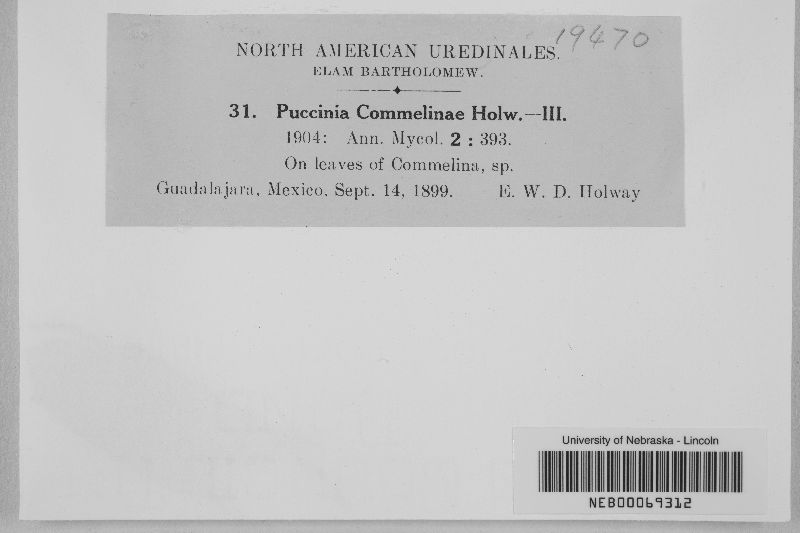 19470
NORTH AMERICAN UREDINALES.
ELAM BARTHOLOMEW.
31. Puccinia Commelinae Holw.—III.
1904: Ann. Mycol. 2 : 393.
On leaves of Commelina, sp.
Guadalajara, Mexico, Sept. 14, 1899. E. W. D. Holway
University of Nebraska - Lincoln
NEB00069312